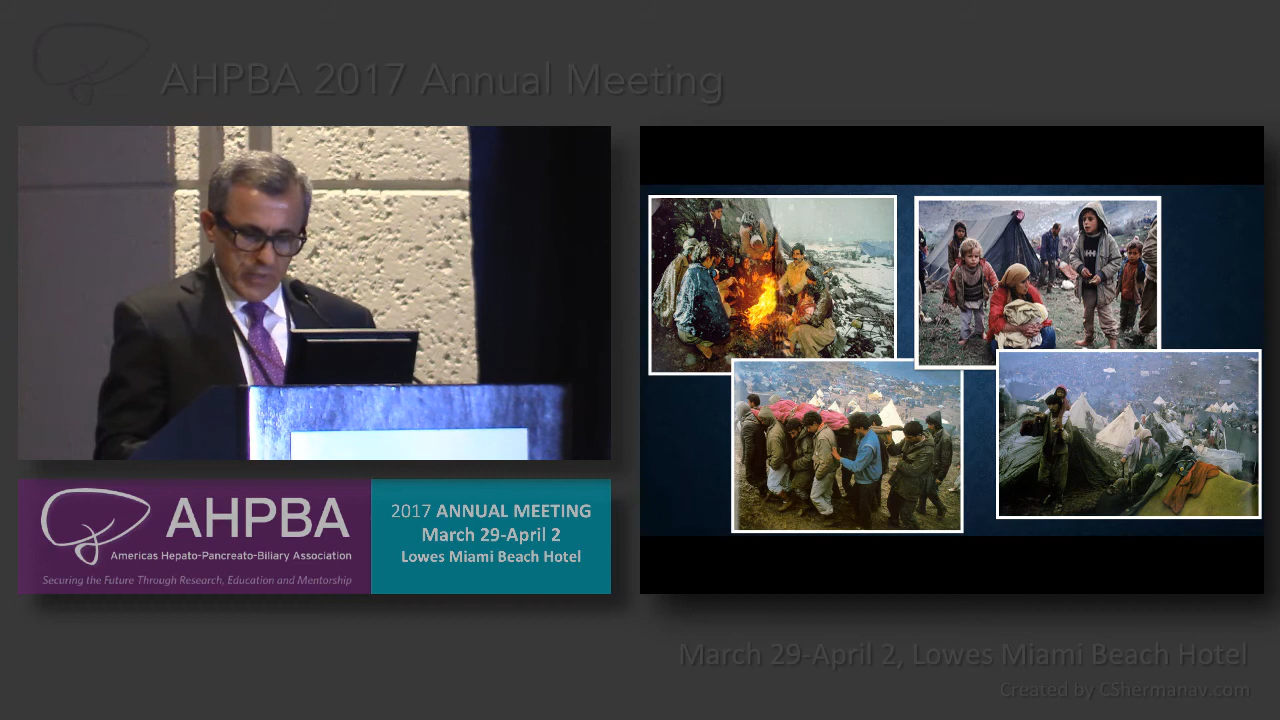 AHPBA 2017 Annual Meeting
AHPBA
Americas Hepato-Pancreato-Biliary Association
Securing the Future Through Research, Education and Mentorship
2017 ANNUAL MEETING
March 29-April 2
Lowes Miami Beach Hotel
March 29-April 2, Lowes Miami Beach Hotel
Created by CShermanav.com